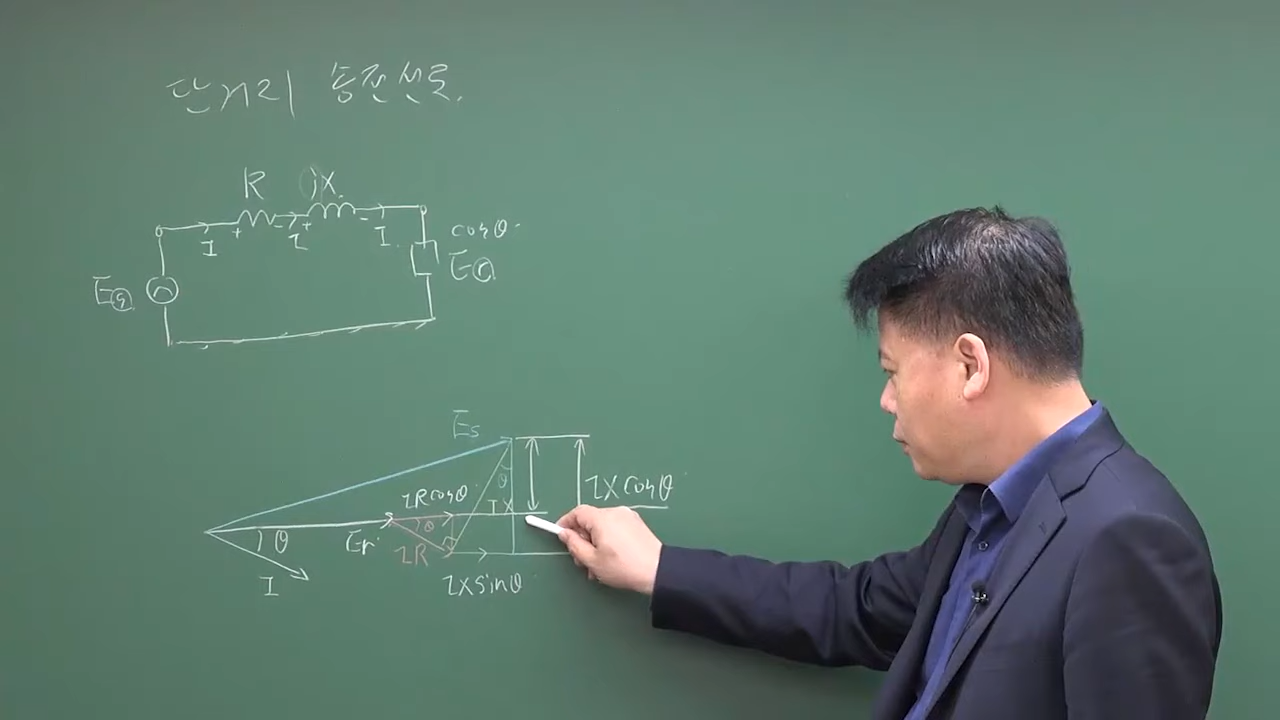 단거리 송전선로.
R jX.
I + - I + - I.
cosθ
Es
Er
Es
IRcosθ
θ
IX
IXcosθ
θ
Er
θ
IR
I
IXsinθ